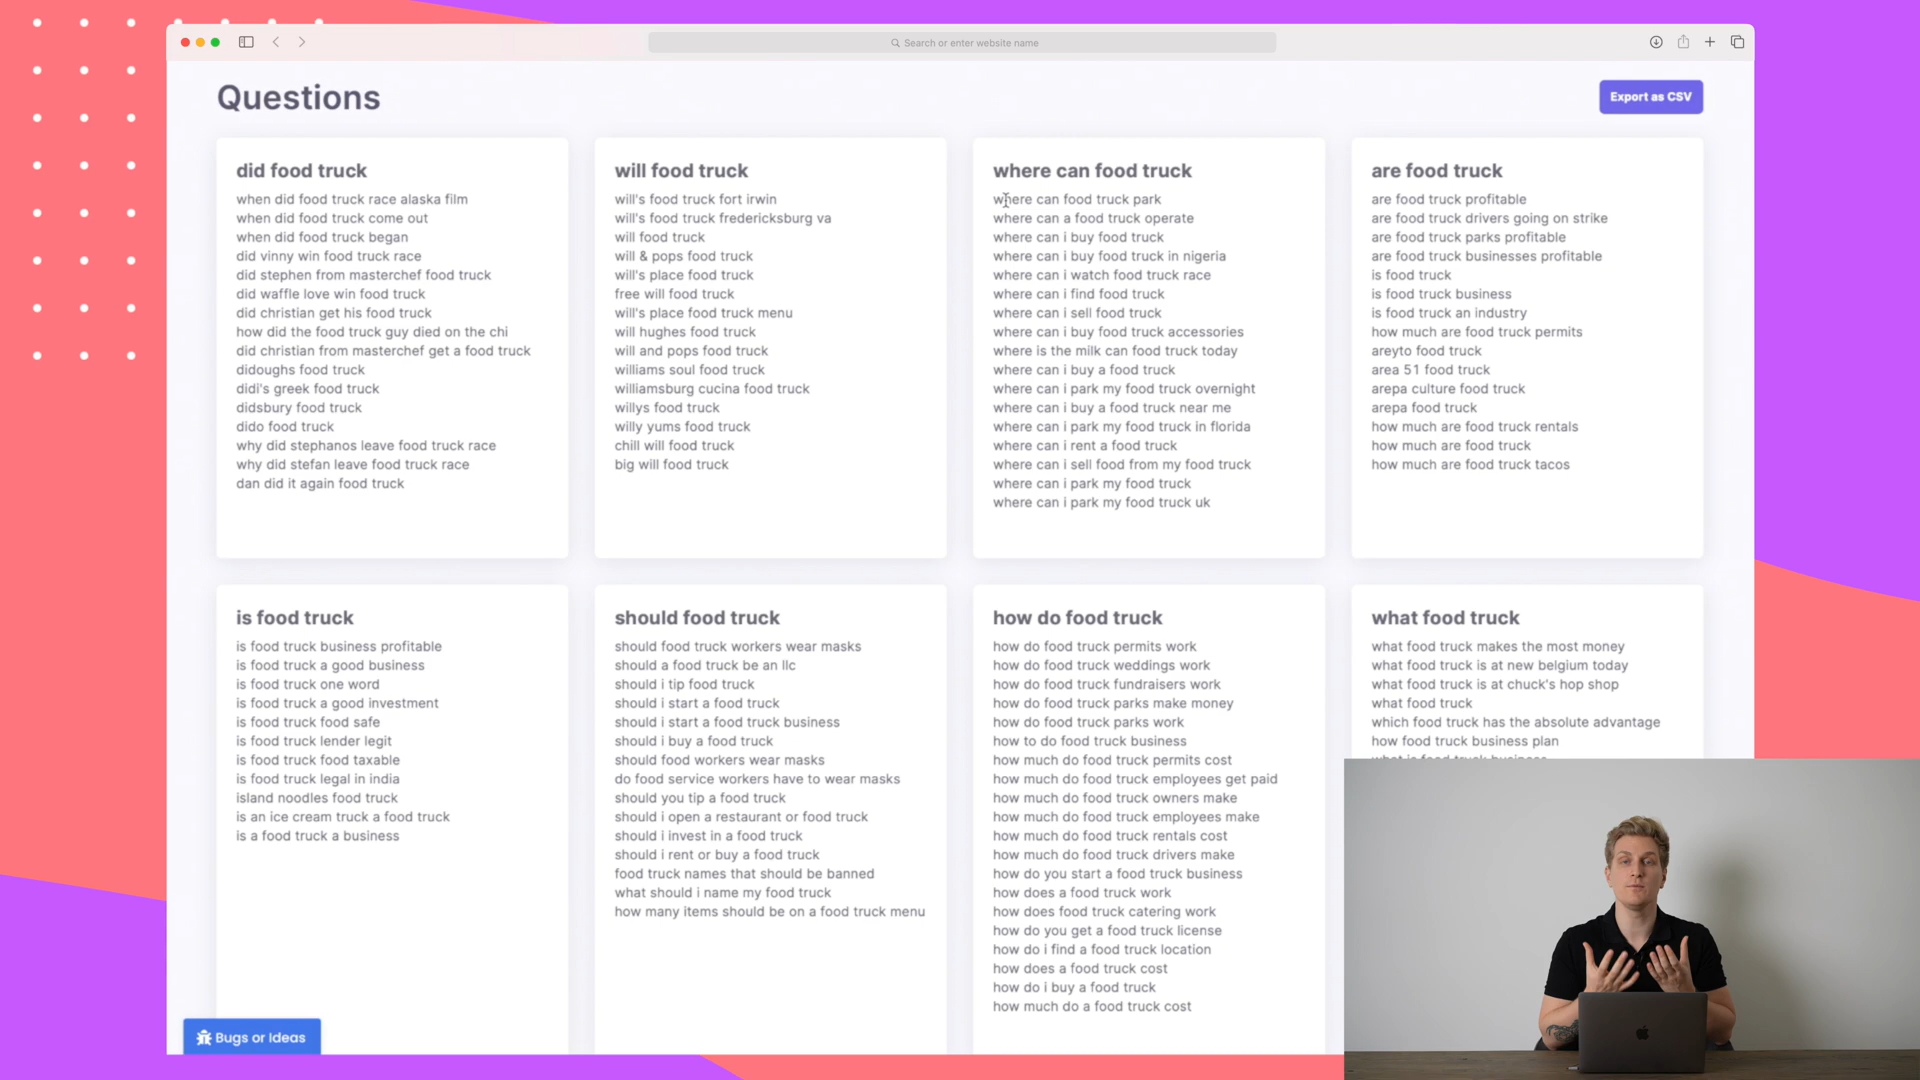 Search or enter website name
Questions
Export as CSV
did food truck
when did food truck race alaska film
when did food truck come out
when did food truck began
did vinny win food truck race
did stephen from masterchef food truck
did waffle love win food truck
did christian get his food truck
how did the food truck guy died on the chi
did christian from masterchef get a food truck
didoughs food truck
didi's greek food truck
didsbury food truck
dido food truck
why did stephanos leave food truck race
why did stefan leave food truck race
dan did it again food truck
will food truck
will's food truck fort irwin
will's food truck fredericksburg va
will food truck
will & pops food truck
will's place food truck
free will food truck
will's place food truck menu
will hughes food truck
will and pops food truck
williams soul food truck
williamsburg cucina food truck
willys food truck
willy yums food truck
chill will food truck
big will food truck
where can food truck
where can food truck park
where can a food truck operate
where can i buy food truck
where can i buy food truck in nigeria
where can i watch food truck race
where can i find food truck
where can i sell food truck
where can i buy food truck accessories
where is the milk can food truck today
where can i buy a food truck
where can i park my food truck overnight
where can i buy a food truck near me
where can i park my food truck in florida
where can i rent a food truck
where can i sell food from my food truck
where can i park my food truck
where can i park my food truck uk
are food truck
are food truck profitable
are food truck drivers going on strike
are food truck parks profitable
are food truck businesses profitable
is food truck
is food truck business
is food truck an industry
how much are food truck permits
areyto food truck
area 51 food truck
arepa culture food truck
arepa food truck
how much are food truck rentals
how much are food truck
how much are food truck tacos
is food truck
is food truck business profitable
is food truck a good business
is food truck one word
is food truck a good investment
is food truck food safe
is food truck lender legit
is food truck food taxable
is food truck legal in india
island noodles food truck
is an ice cream truck a food truck
is a food truck a business
should food truck
should food truck workers wear masks
should a food truck be an llc
should i tip food truck
should i start a food truck
should i start a food truck business
should i buy a food truck
should food workers wear masks
do food service workers have to wear masks
should you tip a food truck
should i open a restaurant or food truck
should i invest in a food truck
should i rent or buy a food truck
food truck names that should be banned
what should i name my food truck
how many items should be on a food truck menu
how do food truck
how do food truck permits work
how do food truck weddings work
how do food truck fundraisers work
how do food truck parks make money
how do food truck parks work
how to do food truck business
how much do food truck permits cost
how much do food truck employees get paid
how much do food truck owners make
how much do food truck employees make
how much do food truck rentals cost
how much do food truck drivers make
how do you start a food truck business
how does a food truck work
how does food truck catering work
how do you get a food truck license
how do i find a food truck location
how does a food truck cost
how do i buy a food truck
how much do a food truck cost
what food truck
what food truck makes the most money
what food truck is at new belgium today
what food truck is at chuck's hop shop
what food truck
which food truck has the absolute advantage
how food truck business plan
Bugs or Ideas